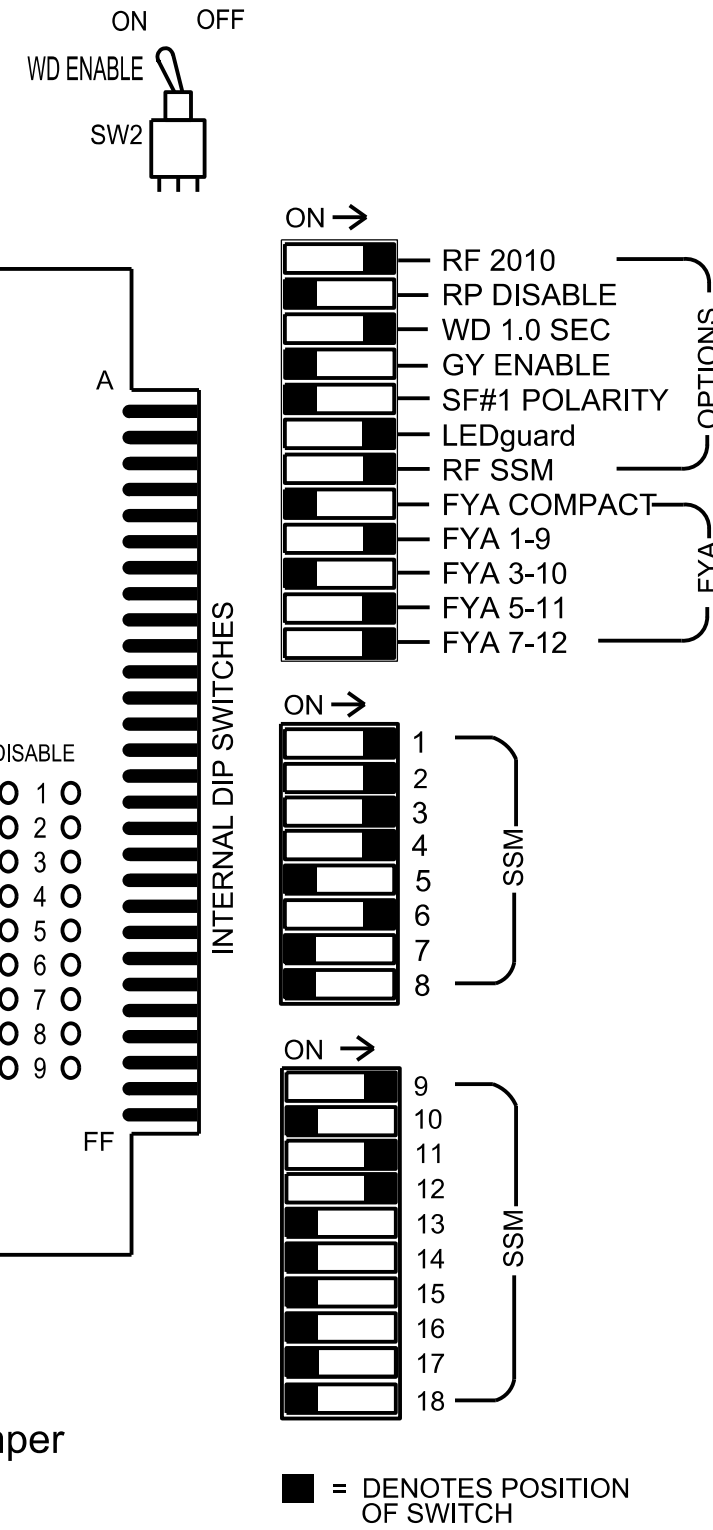 ON OFF
WD ENABLE
SW2
ON →
RF 2010
RP DISABLE
WD 1.0 SEC
GY ENABLE
SF#1 POLARITY
LEDguard
RF SSM
OPTIONS
FYA COMPACT
FYA 1-9
FYA 3-10
FYA 5-11
FYA 7-12
FYA
A
FF
INTERNAL DIP SWITCHES
1
2
3
4
5
6
7
8
9
ON →
1
2
3
4
5
6
7
8
SSM
ON →
9
10
11
12
13
14
15
16
17
18
SSM
= DENOTES POSITION
OF SWITCH